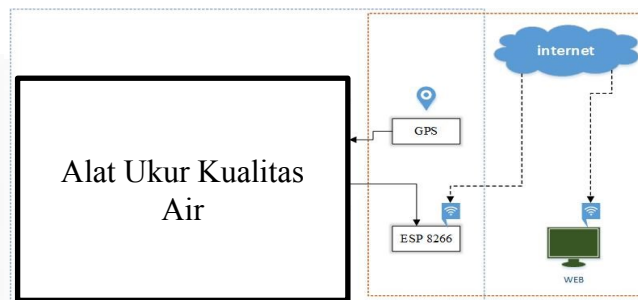 internet
GPS
Alat Ukur Kualitas
Air
ESP 8266
WEB